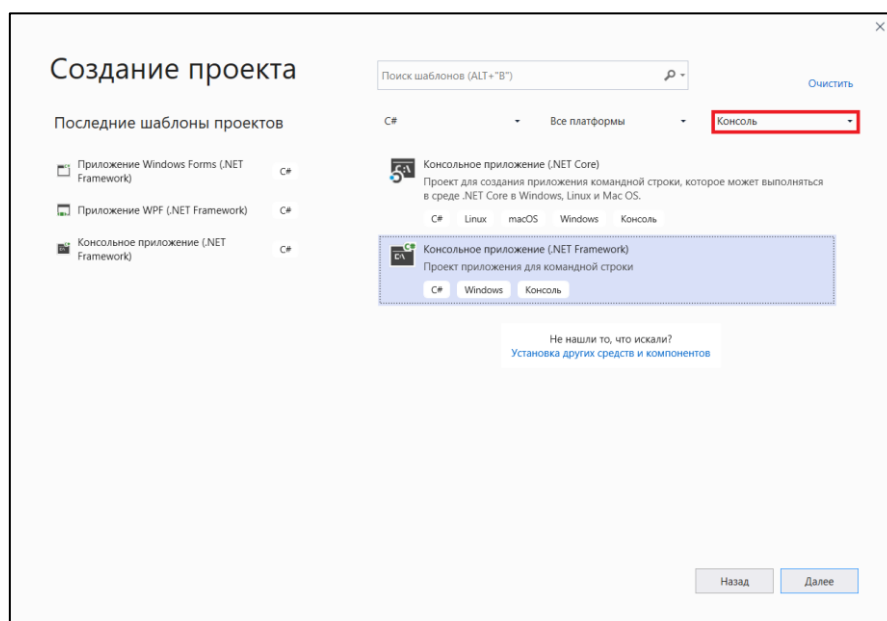 Создание проекта
Поиск шаблонов (ALT+"В")
Очистить
Последние шаблоны проектов
C#
Все платформы
Консоль
Приложение Windows Forms (.NET
Framework)
C#
Приложение WPF (.NET Framework)
C#
Консольное приложение (.NET
Framework)
C#
Консольное приложение (.NET Core)
Проект для создания приложения командной строки, которое может выполняться
в среде .NET Core в Windows, Linux и Mac OS.
C# Linux macOS Windows Консоль
Консольное приложение (.NET Framework)
Проект приложения для командной строки
C# Windows Консоль
Не нашли то, что искали?
Установка других средств и компонентов
Назад
Далее